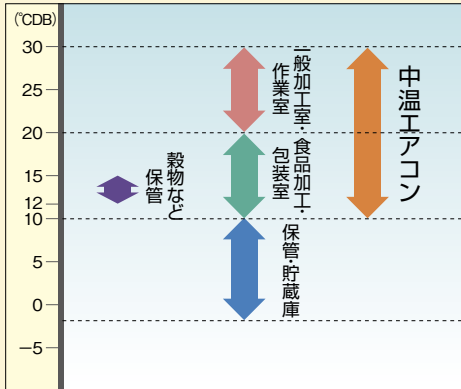 (℃DB)
30
25
20
15
12
10
5
0
−5
穀物など
保管
一般加工室・
作業室
食品加工・
包装室
保管・貯蔵庫
中温エアコン